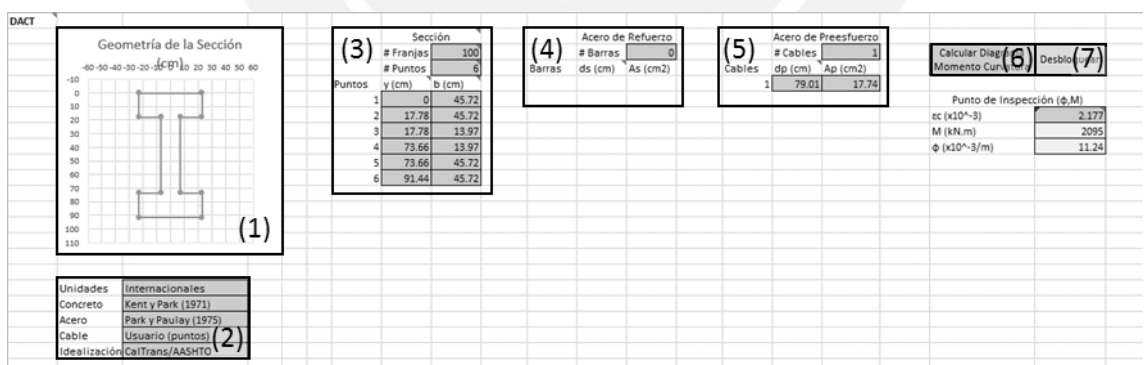 DACT
Geometría de la Sección
(cm)
-60 -50 -40 -30 -20 -10 0 10 20 30 40 50 60
-10
0
10
20
30
40
50
60
70
80
90
100
110
(1)
Unidades Internacionales
Concreto Kent y Park (1971)
Acero Park y Paulay (1975)
Cable Usuario (puntos)
Idealización CalTrans/AASHTO
(2)
(3)
Sección
# Franjas 100
# Puntos 6
Puntos y (cm) b (cm)
1 0 45.72
2 17.78 45.72
3 17.78 13.97
4 73.66 13.97
5 73.66 45.72
6 91.44 45.72
(4)
Acero de Refuerzo
# Barras 0
Barras ds (cm) As (cm2)
(5)
Acero de Preesfuerzo
# Cables 1
Cables dp (cm) Ap (cm2)
1 79.01 17.74
Calcular Diagrama
Momento Curvatura
(6)
Desbloquear
(7)
Punto de Inspección (ϕ,M)
εc (x10^-3) 2.177
M (kN.m) 2095
ϕ (x10^-3/m) 11.24